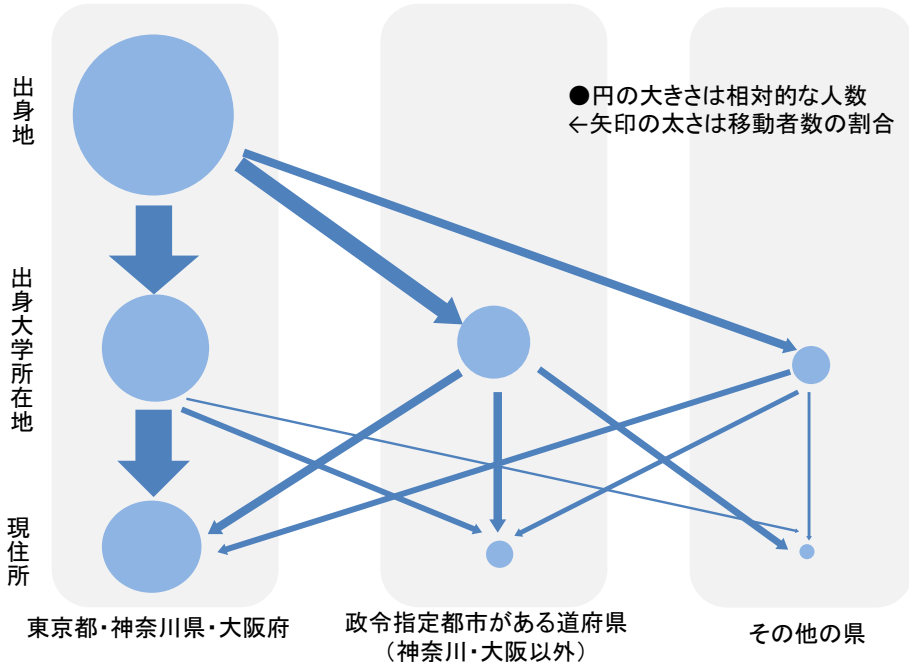 出身地
●円の大きさは相対的な人数
←矢印の太さは移動者数の割合
出身大学所在地
現住所
東京都・神奈川県・大阪府
政令指定都市がある道府県
（神奈川・大阪以外）
その他の県